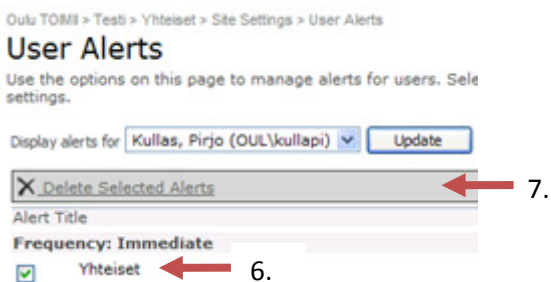 Oulu TOIMII > Testi > Yhteiset > Site Settings > User Alerts
User Alerts
Use the options on this page to manage alerts for users. Sele
settings.
Display alerts for Kullas, Pirjo (OUL\kullapi) Update
Delete Selected Alerts 7.
Alert Title
Frequency: Immediate
Yhteiset 6.